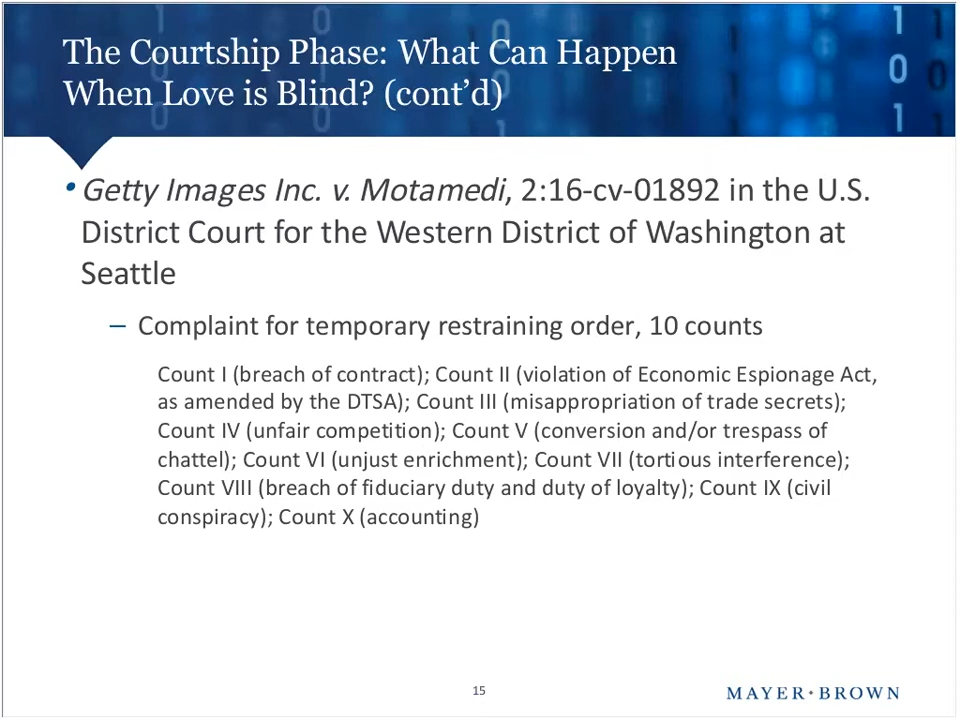 The Courtship Phase: What Can Happen
When Love is Blind? (cont’d)
• Getty Images Inc. v. Motamedi, 2:16-cv-01892 in the U.S.
District Court for the Western District of Washington at
Seattle
– Complaint for temporary restraining order, 10 counts
Count I (breach of contract); Count II (violation of Economic Espionage Act,
as amended by the DTSA); Count III (misappropriation of trade secrets);
Count IV (unfair competition); Count V (conversion and/or trespass of
chattel); Count VI (unjust enrichment); Count VII (tortious interference);
Count VIII (breach of fiduciary duty and duty of loyalty); Count IX (civil
conspiracy); Count X (accounting)
15
MAYER•BROWN